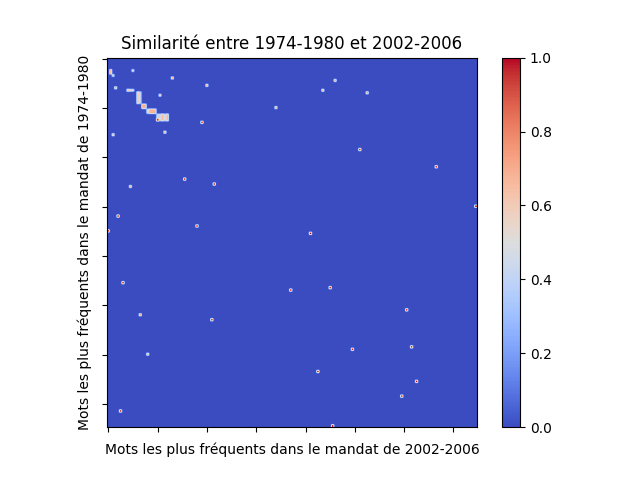 Similarité entre 1974-1980 et 2002-2006
Mots les plus fréquents dans le mandat de 1974-1980
Mots les plus fréquents dans le mandat de 2002-2006
1.0
0.8
0.6
0.4
0.2
0.0